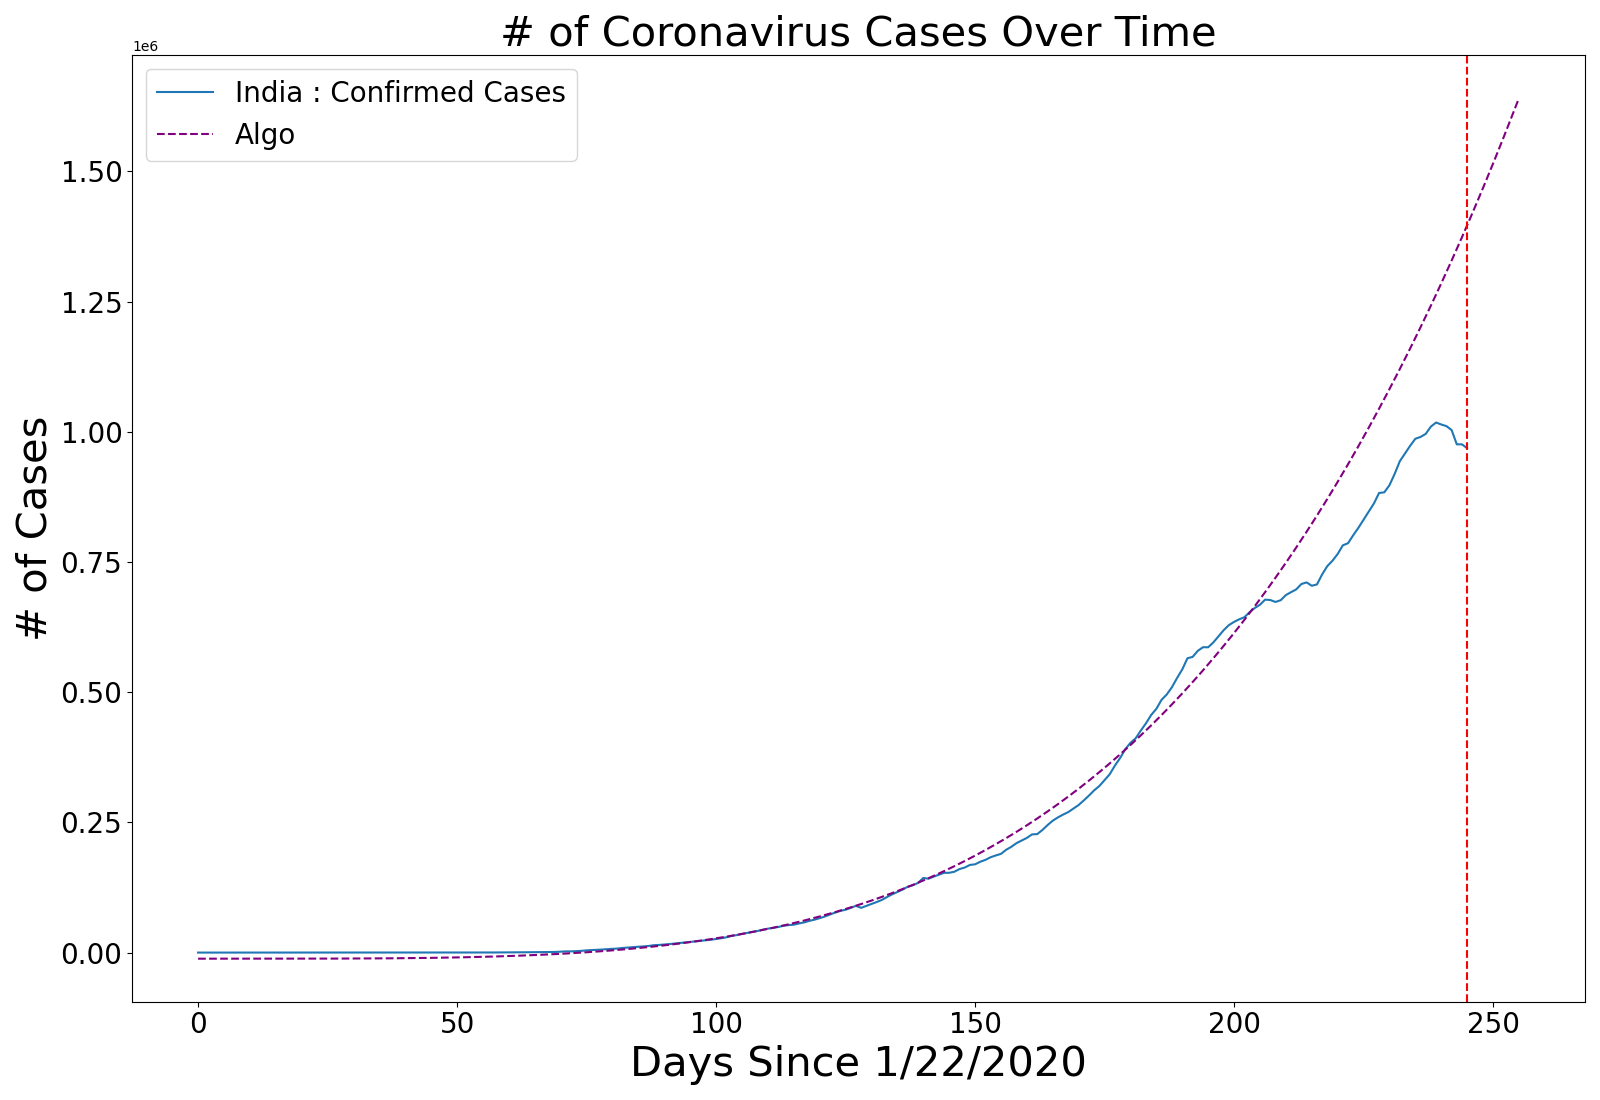 # of Coronavirus Cases Over Time
1e6
India : Confirmed Cases
Algo
1.50
1.25
1.00
0.75
0.50
0.25
0.00
# of Cases
0 50 100 150 200 250
Days Since 1/22/2020